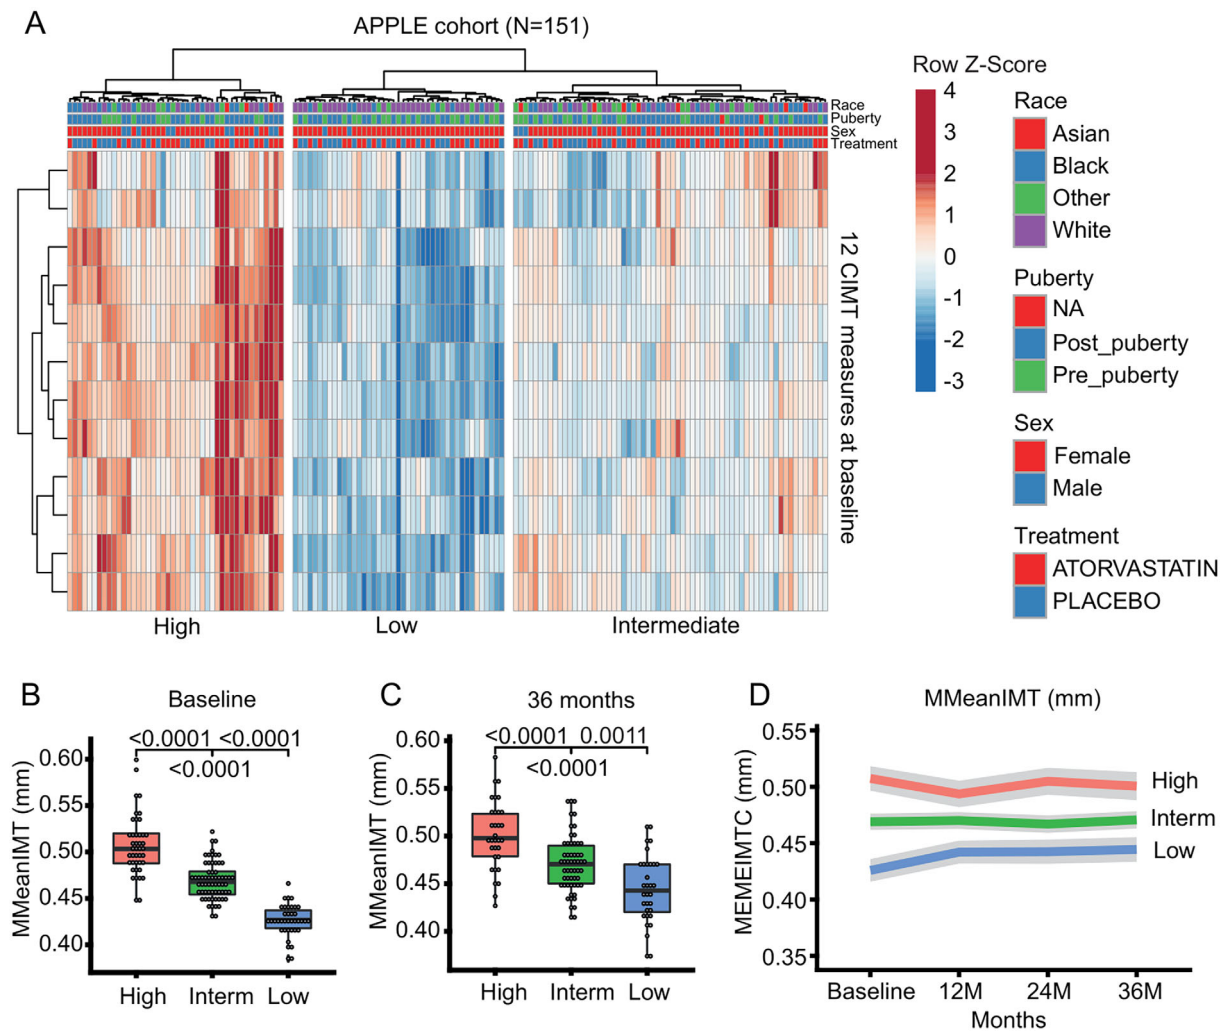 A
APPLE cohort (N=151)
Race
Puberty
Sex
Treatment
12 CIMT measures at baseline
High
Low
Intermediate
Row Z-Score
4
3
2
1
0
-1
-2
-3
Race
Asian
Black
Other
White
Puberty
NA
Post_puberty
Pre_puberty
Sex
Female
Male
Treatment
ATORVASTATIN
PLACEBO
B
Baseline
<0.0001 <0.0001
<0.0001
MMeanIMT (mm)
0.60
0.55
0.50
0.45
0.40
High Interm Low
C
36 months
<0.0001 0.0011
<0.0001
MMeanIMT (mm)
0.60
0.55
0.50
0.45
0.40
High Interm Low
D
MMeanIMT (mm)
MEMEIMTC (mm)
0.55
0.50
0.45
0.40
0.35
High
Interm
Low
Baseline 12M 24M 36M
Months